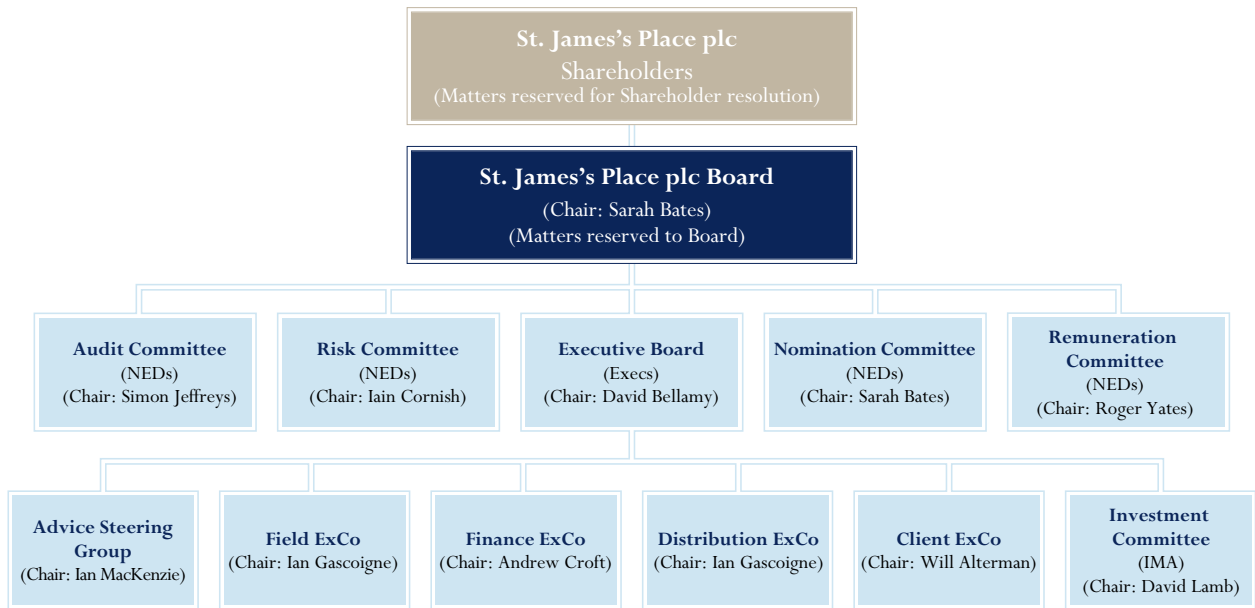 St. James’s Place plc
Shareholders
(Matters reserved for Shareholder resolution)
St. James’s Place plc Board
(Chair: Sarah Bates)
(Matters reserved to Board)
Audit Committee
(NEDs)
(Chair: Simon Jeffreys)
Risk Committee
(NEDs)
(Chair: Iain Cornish)
Executive Board
(Execs)
(Chair: David Bellamy)
Nomination Committee
(NEDs)
(Chair: Sarah Bates)
Remuneration
Committee
(NEDs)
(Chair: Roger Yates)
Advice Steering
Group
(Chair: Ian MacKenzie)
Field ExCo
(Chair: Ian Gascoigne)
Finance ExCo
(Chair: Andrew Croft)
Distribution ExCo
(Chair: Ian Gascoigne)
Client ExCo
(Chair: Will Alterman)
Investment
Committee
(IMA)
(Chair: David Lamb)